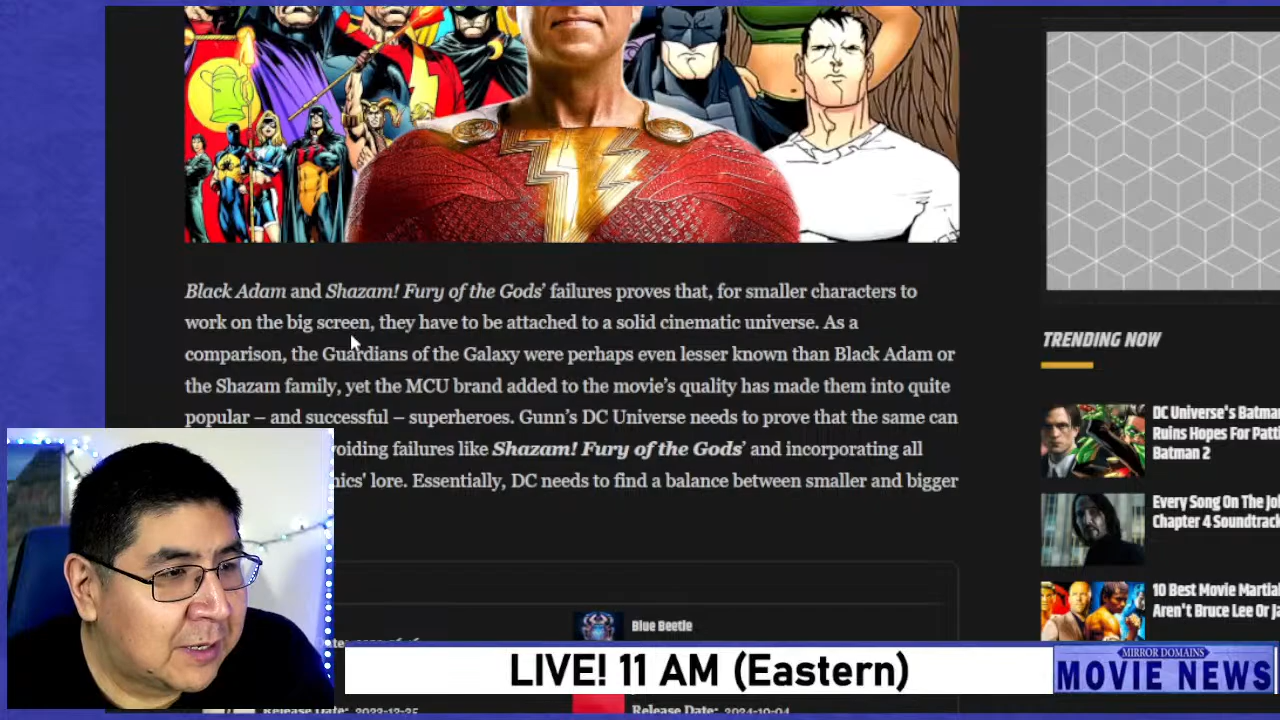 Black Adam and Shazam! Fury of the Gods' failures proves that, for smaller characters to
work on the big screen, they have to be attached to a solid cinematic universe. As a
comparison, the Guardians of the Galaxy were perhaps even lesser known than Black Adam or
the Shazam family, yet the MCU brand added to the movie's quality has made them into quite
popular – and successful – superheroes. Gunn's DC Universe needs to prove that the same can
failures like Shazam! Fury of the Gods' and incorporating all
lore. Essentially, DC needs to find a balance between smaller and bigger
TRENDING NOW
DC Universe's
Ruins Hopes For
Batman 2
Every Song On The
Chapter 4
10 Best Movie
Aren't Bruce Lee Or
Blue Beetle
Release Date:
Release Date: 2024-10-04
LIVE! 11 AM (Eastern)
MIRROR DOMAINS
MOVIE NEWS